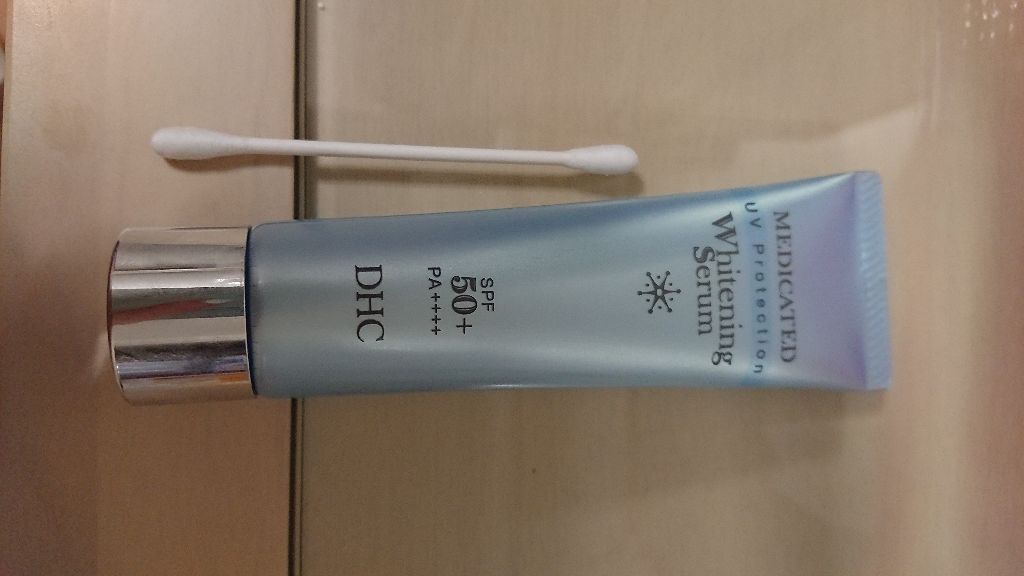 MEDICATED
UV Protection
Whitening
Serum
SPF
50+
PA++++
DHC